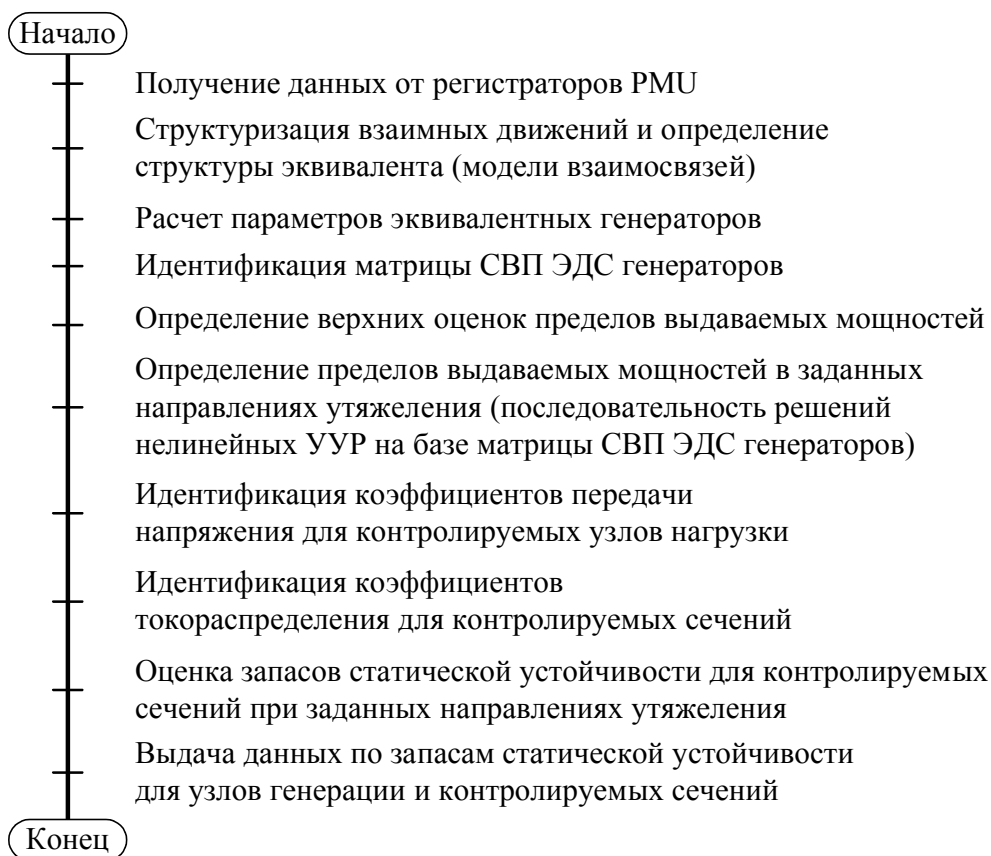 Начало
Получение данных от регистраторов PMU
Структуризация взаимных движений и определение
структуры эквивалента (модели взаимосвязей)
Расчет параметров эквивалентных генераторов
Идентификация матрицы СВП ЭДС генераторов
Определение верхних оценок пределов выдаваемых мощностей
Определение пределов выдаваемых мощностей в заданных
направлениях утяжеления (последовательность решений
нелинейных УУР на базе матрицы СВП ЭДС генераторов)
Идентификация коэффициентов передачи
напряжения для контролируемых узлов нагрузки
Идентификация коэффициентов
токораспределения для контролируемых сечений
Оценка запасов статической устойчивости для контролируемых
сечений при заданных направлениях утяжеления
Выдача данных по запасам статической устойчивости
для узлов генерации и контролируемых сечений
Конец